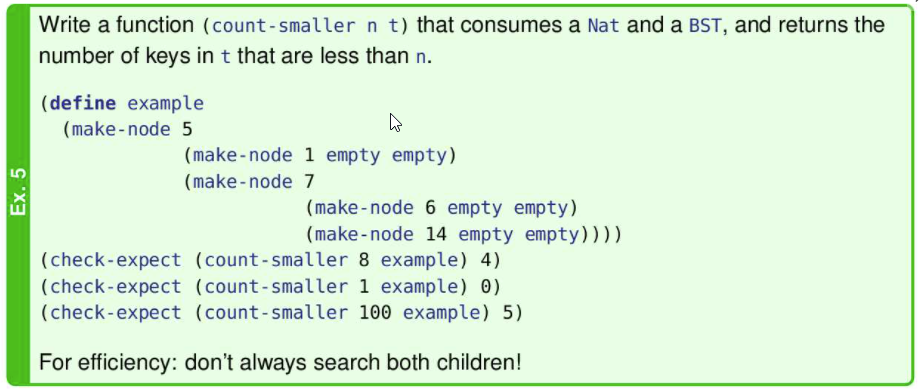 Ex. 5
Write a function (count-smaller n t) that consumes a Nat and a BST, and returns the
number of keys in t that are less than n.
(define example
  (make-node 5
             (make-node 1 empty empty)
             (make-node 7
                        (make-node 6 empty empty)
                        (make-node 14 empty empty))))
(check-expect (count-smaller 8 example) 4)
(check-expect (count-smaller 1 example) 0)
(check-expect (count-smaller 100 example) 5)
For efficiency: don't always search both children!